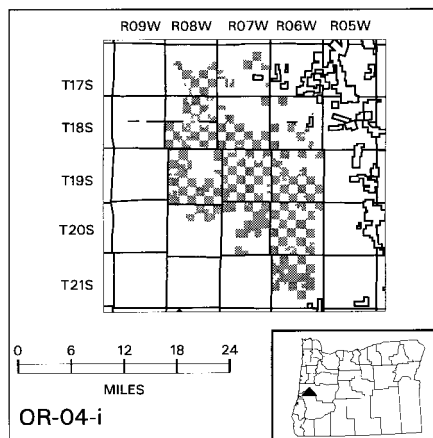 R09W R08W R07W R06W R05W
T17S
T18S
T19S
T20S
T21S
0 6 12 18 24
MILES
OR-04-i